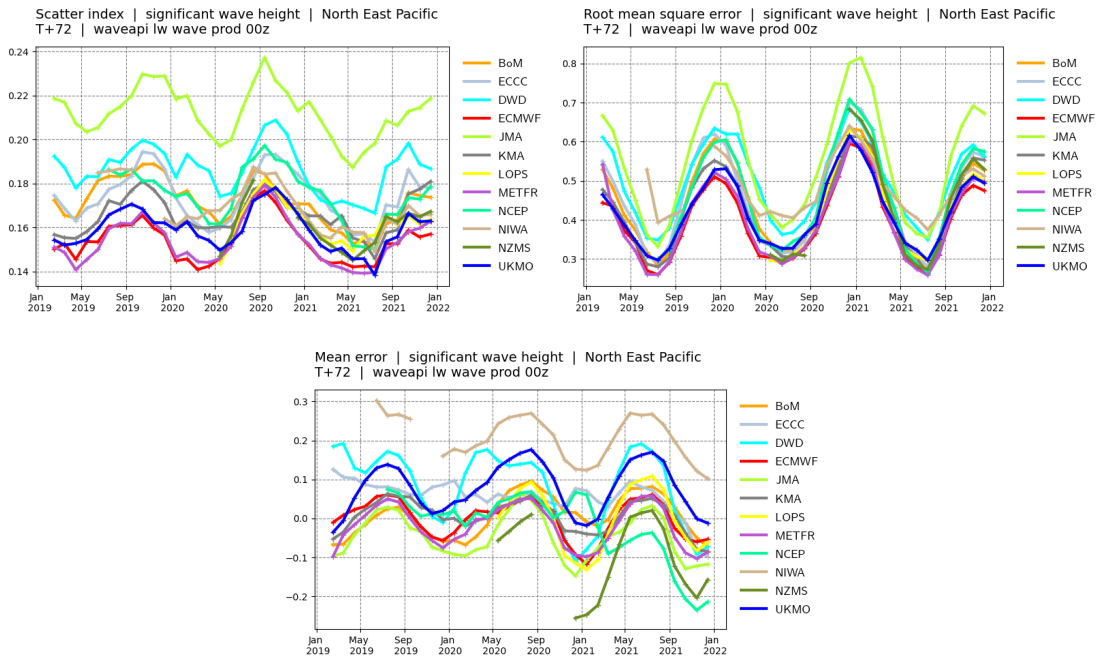 Scatter index | significant wave height | North East Pacific
T+72 | waveapi lw wave prod 00z
0.24
0.22
0.20
0.18
0.16
0.14
Jan
2019
May
2019
Sep
2019
Jan
2020
May
2020
Sep
2020
Jan
2021
May
2021
Sep
2021
Jan
2022
BoM
ECCC
DWD
ECMWF
JMA
KMA
LOPS
METFR
NCEP
NIWA
NZMS
UKMO
Root mean square error | significant wave height | North East Pacific
T+72 | waveapi lw wave prod 00z
0.8
0.7
0.6
0.5
0.4
0.3
Jan
2019
May
2019
Sep
2019
Jan
2020
May
2020
Sep
2020
Jan
2021
May
2021
Sep
2021
Jan
2022
BoM
ECCC
DWD
ECMWF
JMA
KMA
LOPS
METFR
NCEP
NIWA
NZMS
UKMO
Mean error | significant wave height | North East Pacific
T+72 | waveapi lw wave prod 00z
0.3
0.2
0.1
0.0
−0.1
−0.2
Jan
2019
May
2019
Sep
2019
Jan
2020
May
2020
Sep
2020
Jan
2021
May
2021
Sep
2021
Jan
2022
BoM
ECCC
DWD
ECMWF
JMA
KMA
LOPS
METFR
NCEP
NIWA
NZMS
UKMO